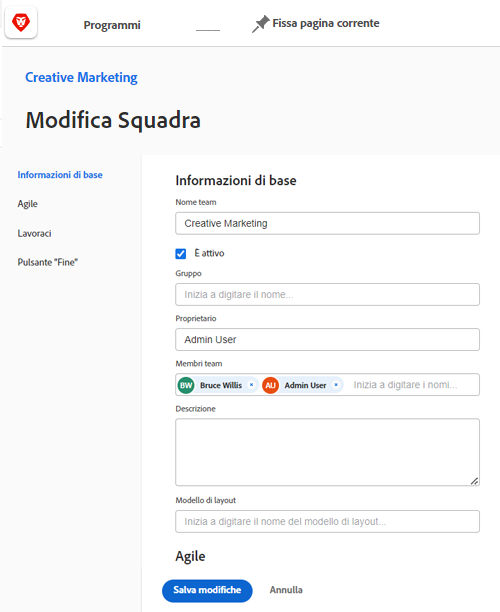 Programmi
Fissa pagina corrente
Creative Marketing
Modifica Squadra
Informazioni di base
Agile
Lavoraci
Pulsante "Fine"
Informazioni di base
Nome team
Creative Marketing
È attivo
Gruppo
Inizia a digitare il nome...
Proprietario
Admin User
Membri team
BW Bruce Willis × AU Admin User × Inizia a digitare i nomi...
Descrizione
Modello di layout
Inizia a digitare il nome del modello di layout...
Agile
Salva modifiche Annulla